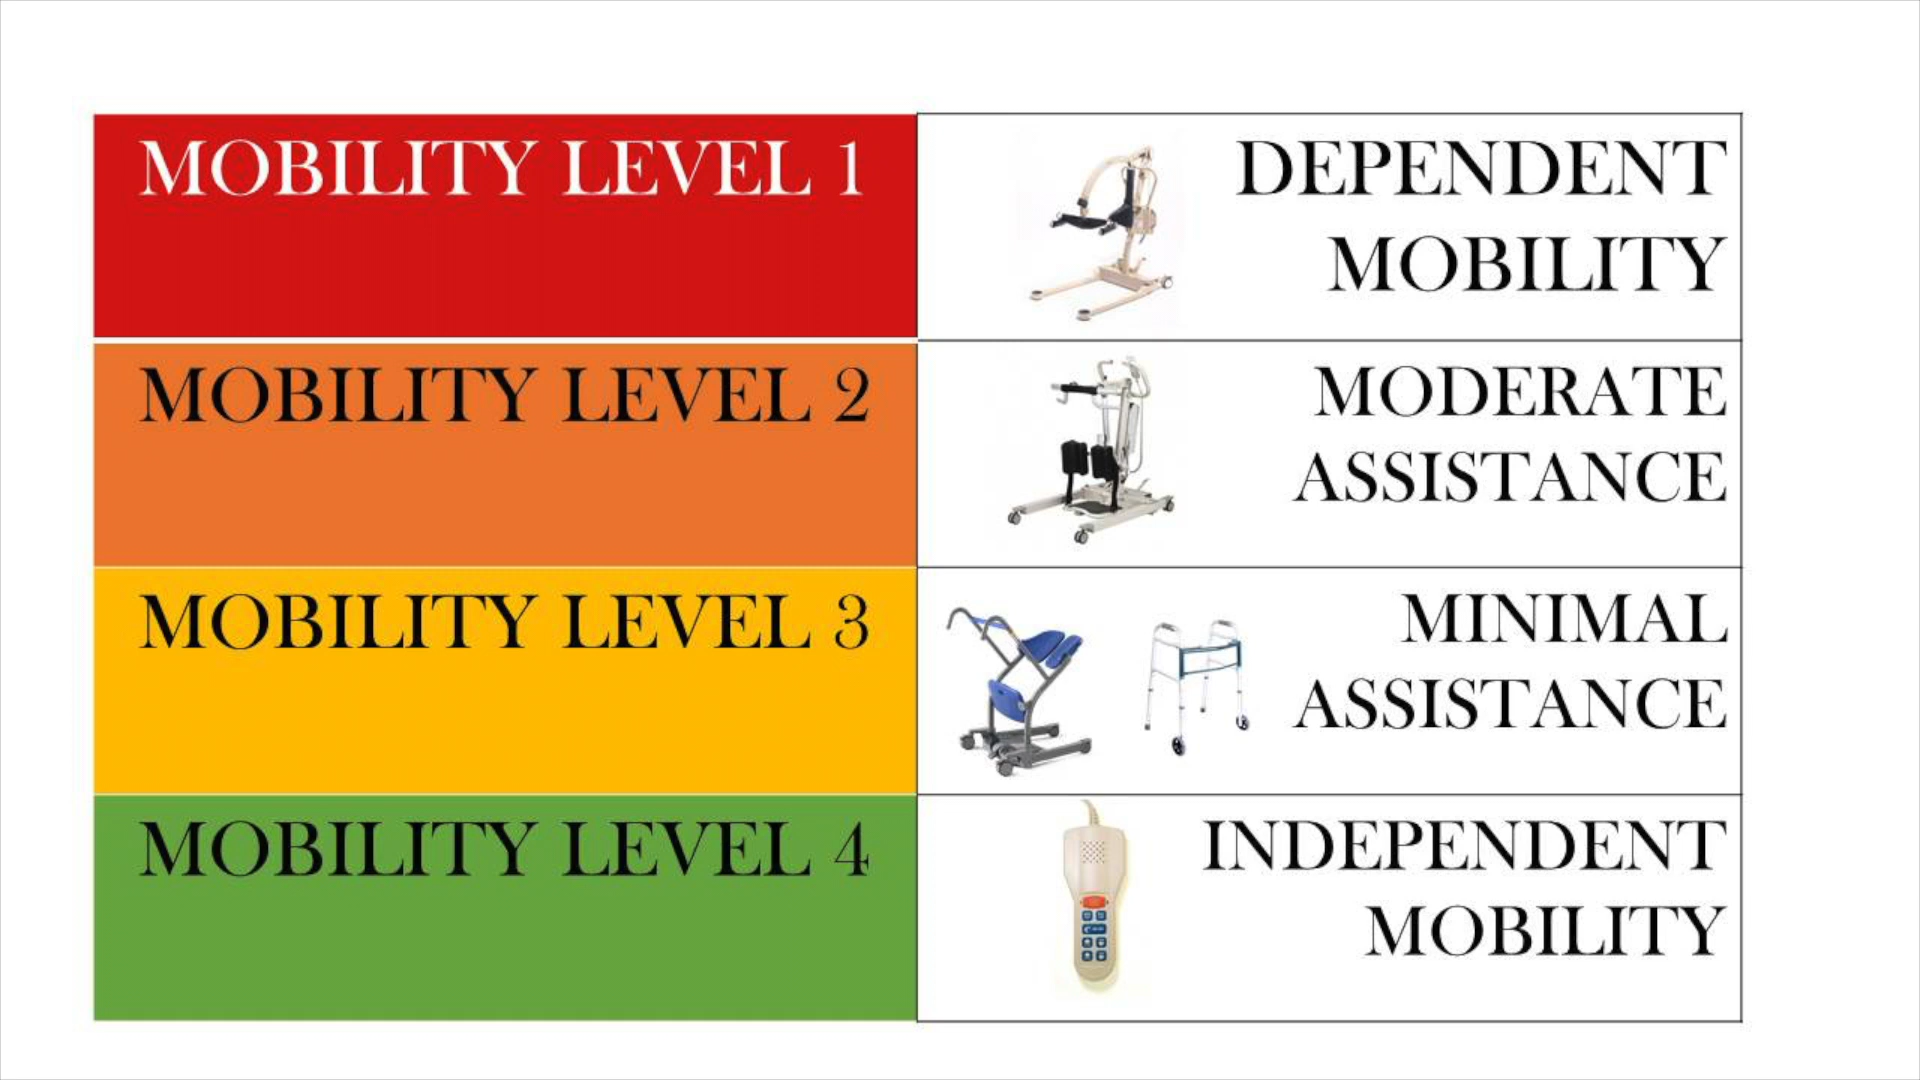 MOBILITY LEVEL 1
DEPENDENT
MOBILITY
MOBILITY LEVEL 2
MODERATE
ASSISTANCE
MOBILITY LEVEL 3
MINIMAL
ASSISTANCE
MOBILITY LEVEL 4
INDEPENDENT
MOBILITY